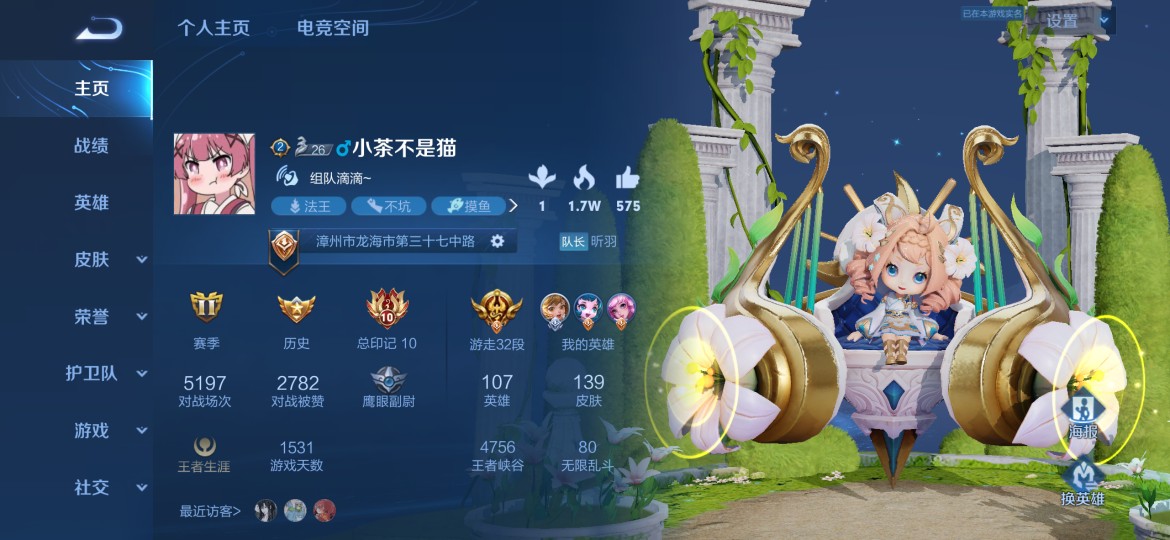 个人主页
电竞空间
已在本游戏实名
设置
主页
战绩
英雄
皮肤
荣誉
护卫队
游戏
社交
2
26
小茶不是猫
组队滴滴~
法王
不坑
摸鱼
1
1.7W
575
漳州市龙海市第三十七中路
队长
昕羽
11
10
赛季
历史
总印记 10
游走32段
我的英雄
5197
2782
107
139
对战场次
对战被赞
鹰眼副尉
英雄
皮肤
1531
4756
80
王者生涯
游戏天数
王者峡谷
无限乱斗
最近访客>
海报
换英雄